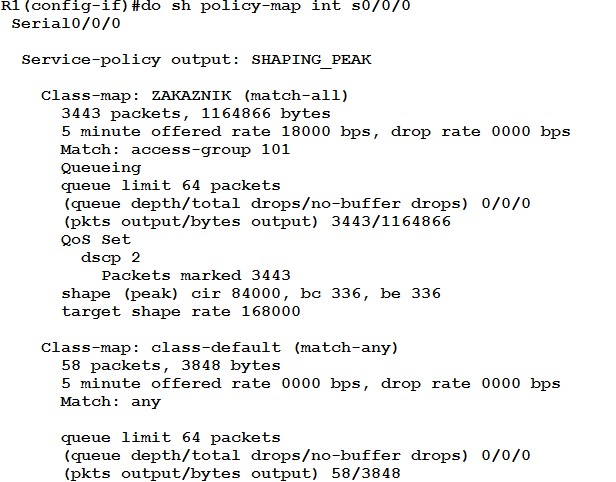 R1(config-if)#do sh policy-map int s0/0/0
Serial0/0/0
Service-policy output: SHAPING_PEAK
Class-map: ZAKAZNIK (match-all)
3443 packets, 1164866 bytes
5 minute offered rate 18000 bps, drop rate 0000 bps
Match: access-group 101
Queueing
queue limit 64 packets
(queue depth/total drops/no-buffer drops) 0/0/0
(pkts output/bytes output) 3443/1164866
QoS Set
dscp 2
Packets marked 3443
shape (peak) cir 84000, bc 336, be 336
target shape rate 168000
Class-map: class-default (match-any)
58 packets, 3848 bytes
5 minute offered rate 0000 bps, drop rate 0000 bps
Match: any
queue limit 64 packets
(queue depth/total drops/no-buffer drops) 0/0/0
(pkts output/bytes output) 58/3848